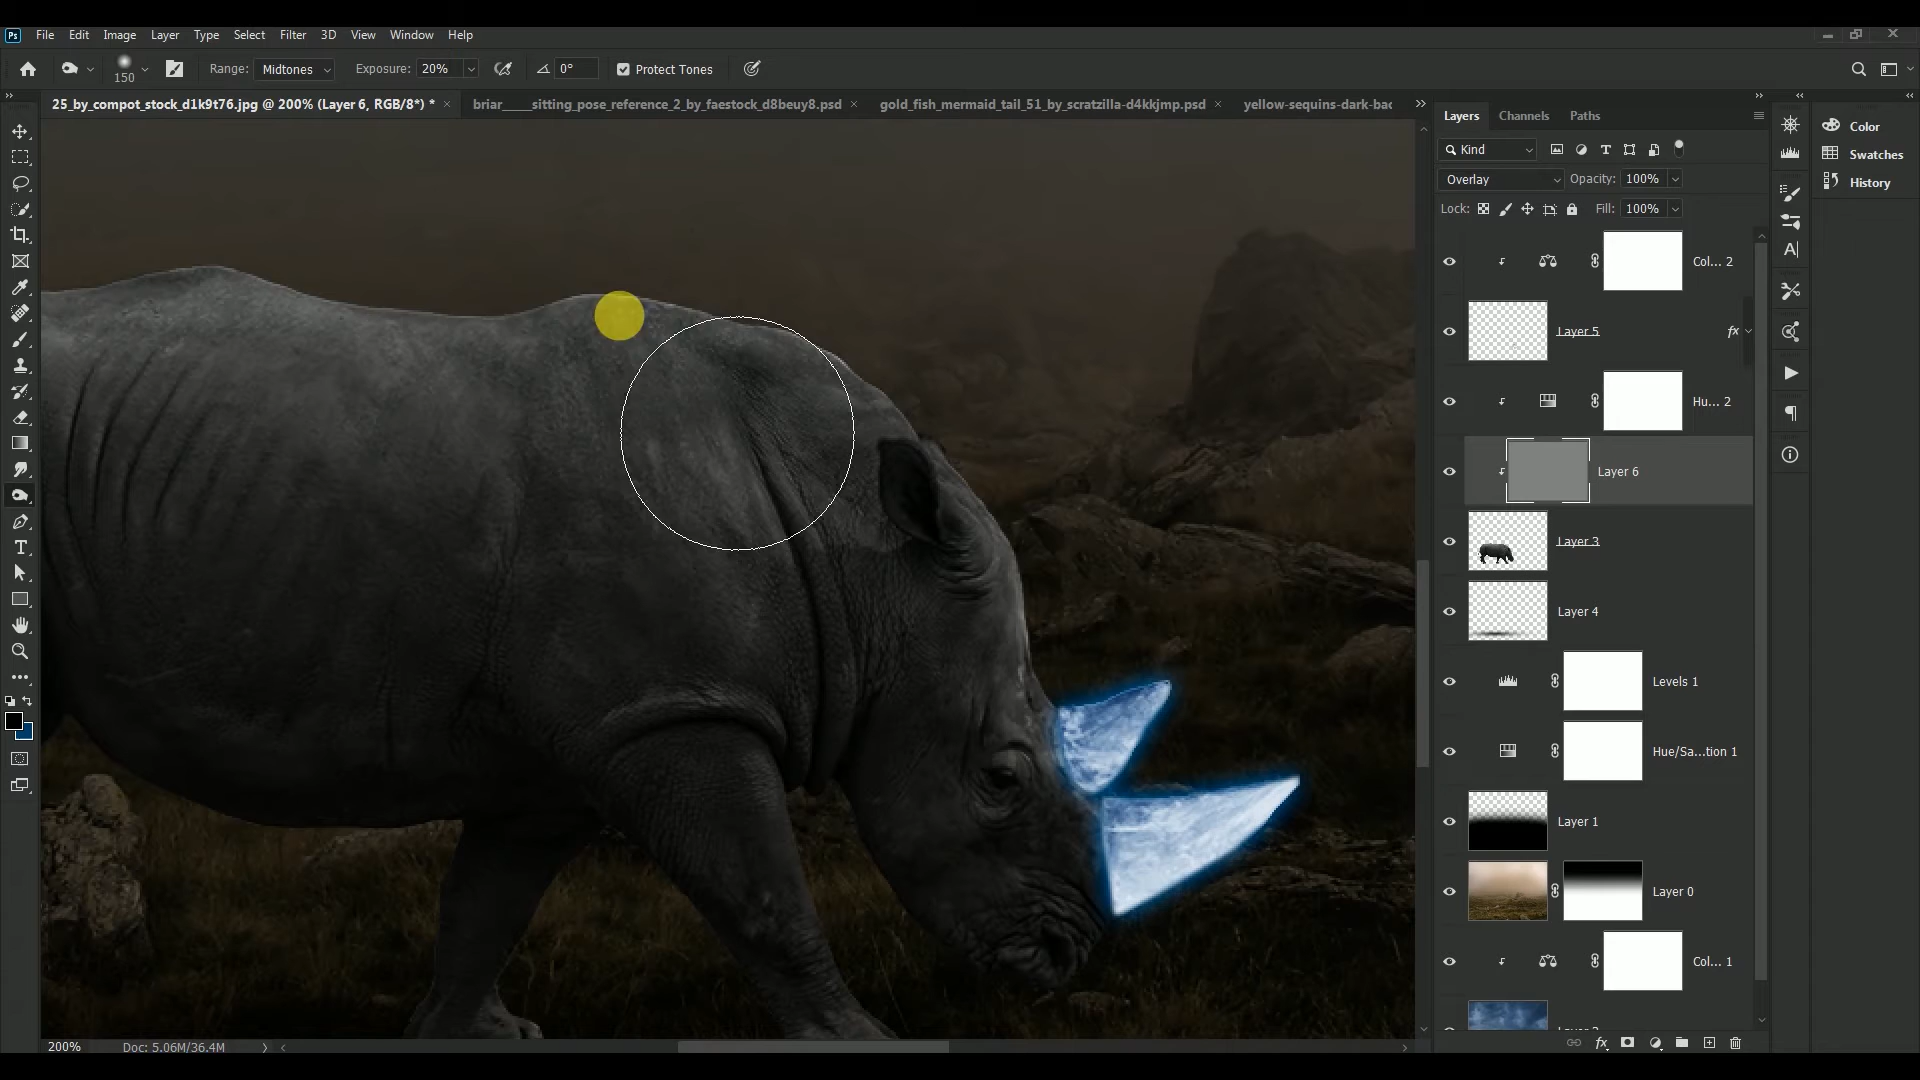 Ps File Edit Image Layer Type Select Filter 3D View Window Help
150 Range: Midtones Exposure: 20% 0° Protect Tones
25_by_compot_stock_d1k9t76.jpg @ 200% (Layer 6, RGB/8*) * × briar____sitting_pose_reference_2_by_faestock_d8beuy8.psd × gold_fish_mermaid_tail_51_by_scratzilla-d4kkjmp.psd × yellow-sequins-dark-bac
Layers Channels Paths
Kind
Overlay Opacity: 100%
Lock: Fill: 100%
Col... 2
Layer 5 fx
Hu... 2
Layer 6
Layer 3
Layer 4
Levels 1
Hue/Sa...tion 1
Layer 1
Layer 0
Col... 1
Color
Swatches
History
200% Doc: 5.06M/36.4M
fx